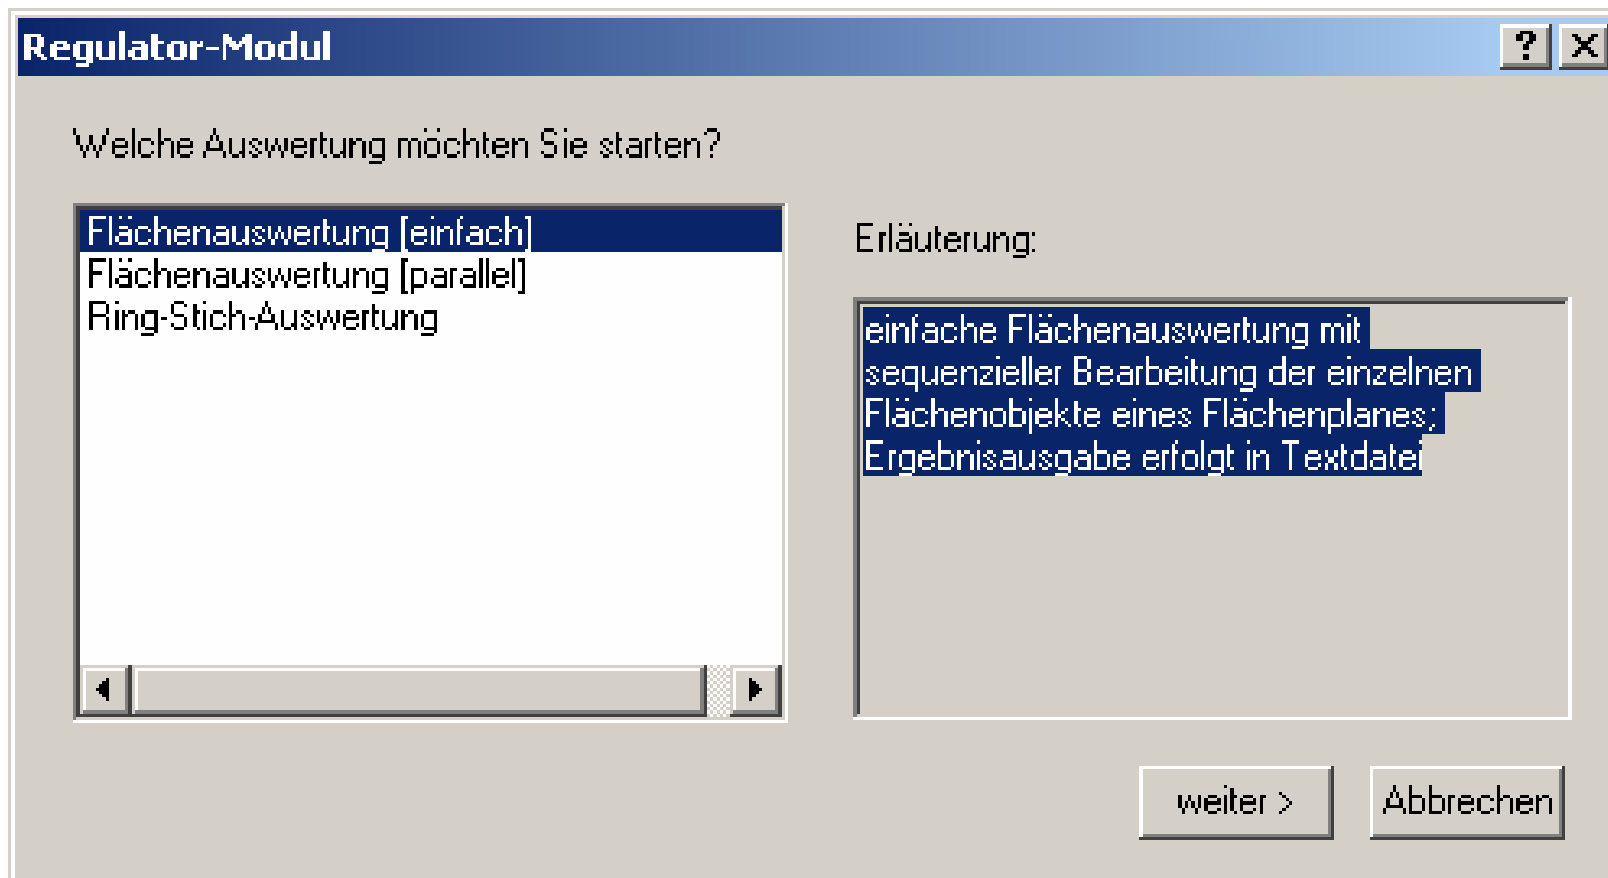 Regulator-Modul
Welche Auswertung möchten Sie starten?
Flächenauswertung [einfach]
Flächenauswertung [parallel]
Ring-Stich-Auswertung
Erläuterung:
einfache Flächenauswertung mit
sequenzieller Bearbeitung der einzelnen
Flächenobjekte eines Flächenplanes;
Ergebnisausgabe erfolgt in Textdatei
weiter >
Abbrechen